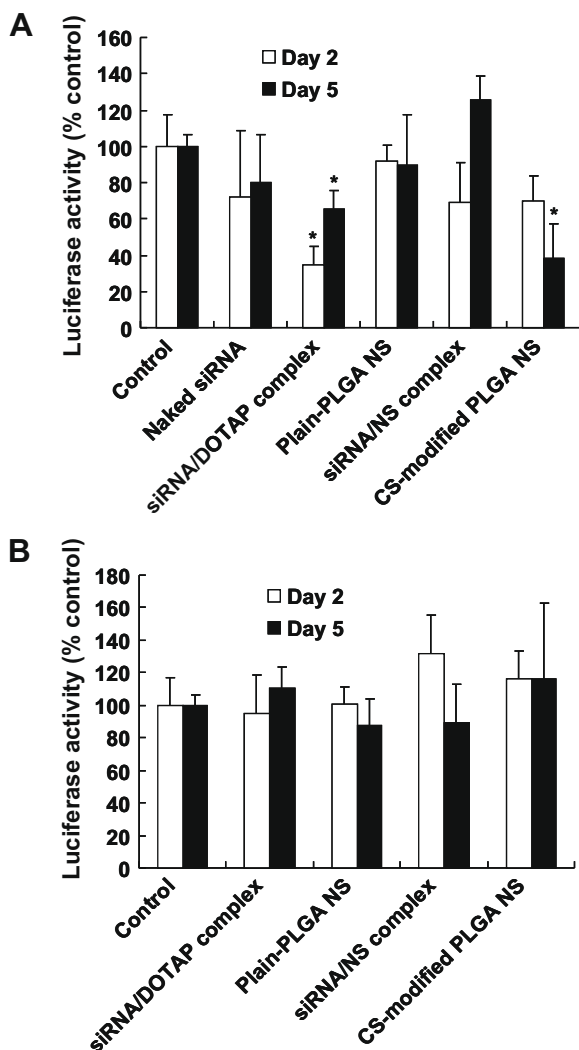 A
Luciferase activity (% control)
160
140
120
100
80
60
40
20
0
Day 2
Day 5
*
*
*
Control
Naked siRNA
siRNA/DOTAP complex
Plain-PLGA NS
siRNA/NS complex
CS-modified PLGA NS
B
Luciferase activity (% control)
180
160
140
120
100
80
60
40
20
0
Day 2
Day 5
Control
siRNA/DOTAP complex
Plain-PLGA NS
siRNA/NS complex
CS-modified PLGA NS